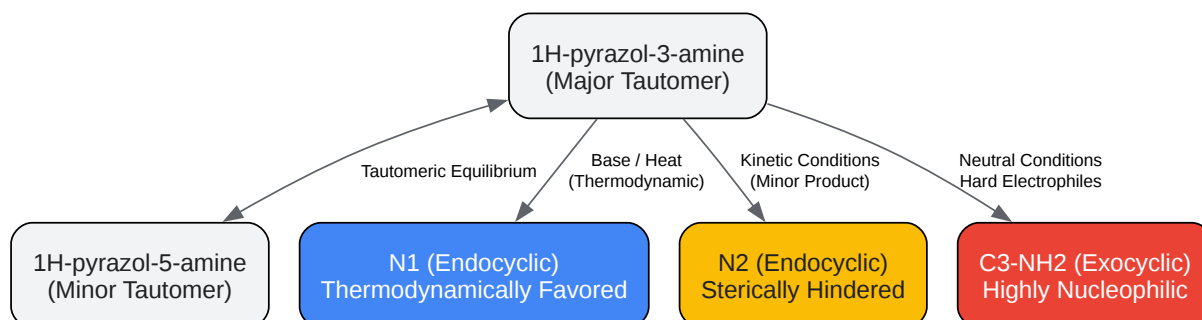 1H-pyrazol-3-amine
(Major Tautomer)
Tautomeric Equilibrium
Base / Heat
(Thermodynamic)
Kinetic Conditions
(Minor Product)
Neutral Conditions
Hard Electrophiles
1H-pyrazol-5-amine
(Minor Tautomer)
N1 (Endocyclic)
Thermodynamically Favored
N2 (Endocyclic)
Sterically Hindered
C3-NH2 (Exocyclic)
Highly Nucleophilic